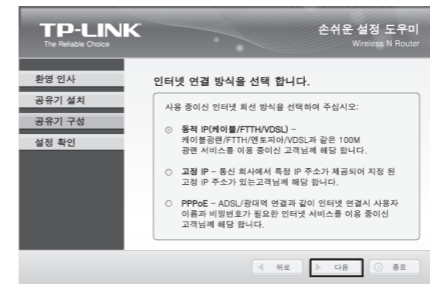 TP-LINK
The Reliable Choice
손쉬운 설정 도우미
Wireless N Router
환영 인사
공유기 설치
공유기 구성
설정 확인
인터넷 연결 방식을 선택 합니다.
사용 중이신 인터넷 회선 방식을 선택하여 주십시오:
동적 IP(케이블/FTTH/VDSL) –
케이블광랜/FTTH/엔토피아/VDSL과 같은 100M
광랜 서비스를 이용 중이신 고객님께 해당 합니다.
고정 IP – 통신 회사에서 특정 IP 주소가 제공되어 지정 된
고정 IP 주소가 있는고객님께 해당 합니다.
PPPoE – ADSL/광대역 연결과 같이 인터넷 연결시 사용자
이름과 비밀번호가 필요한 인터넷 서비스를 이용 중이신
고객님께 해당 합니다.
뒤로
다음
종료